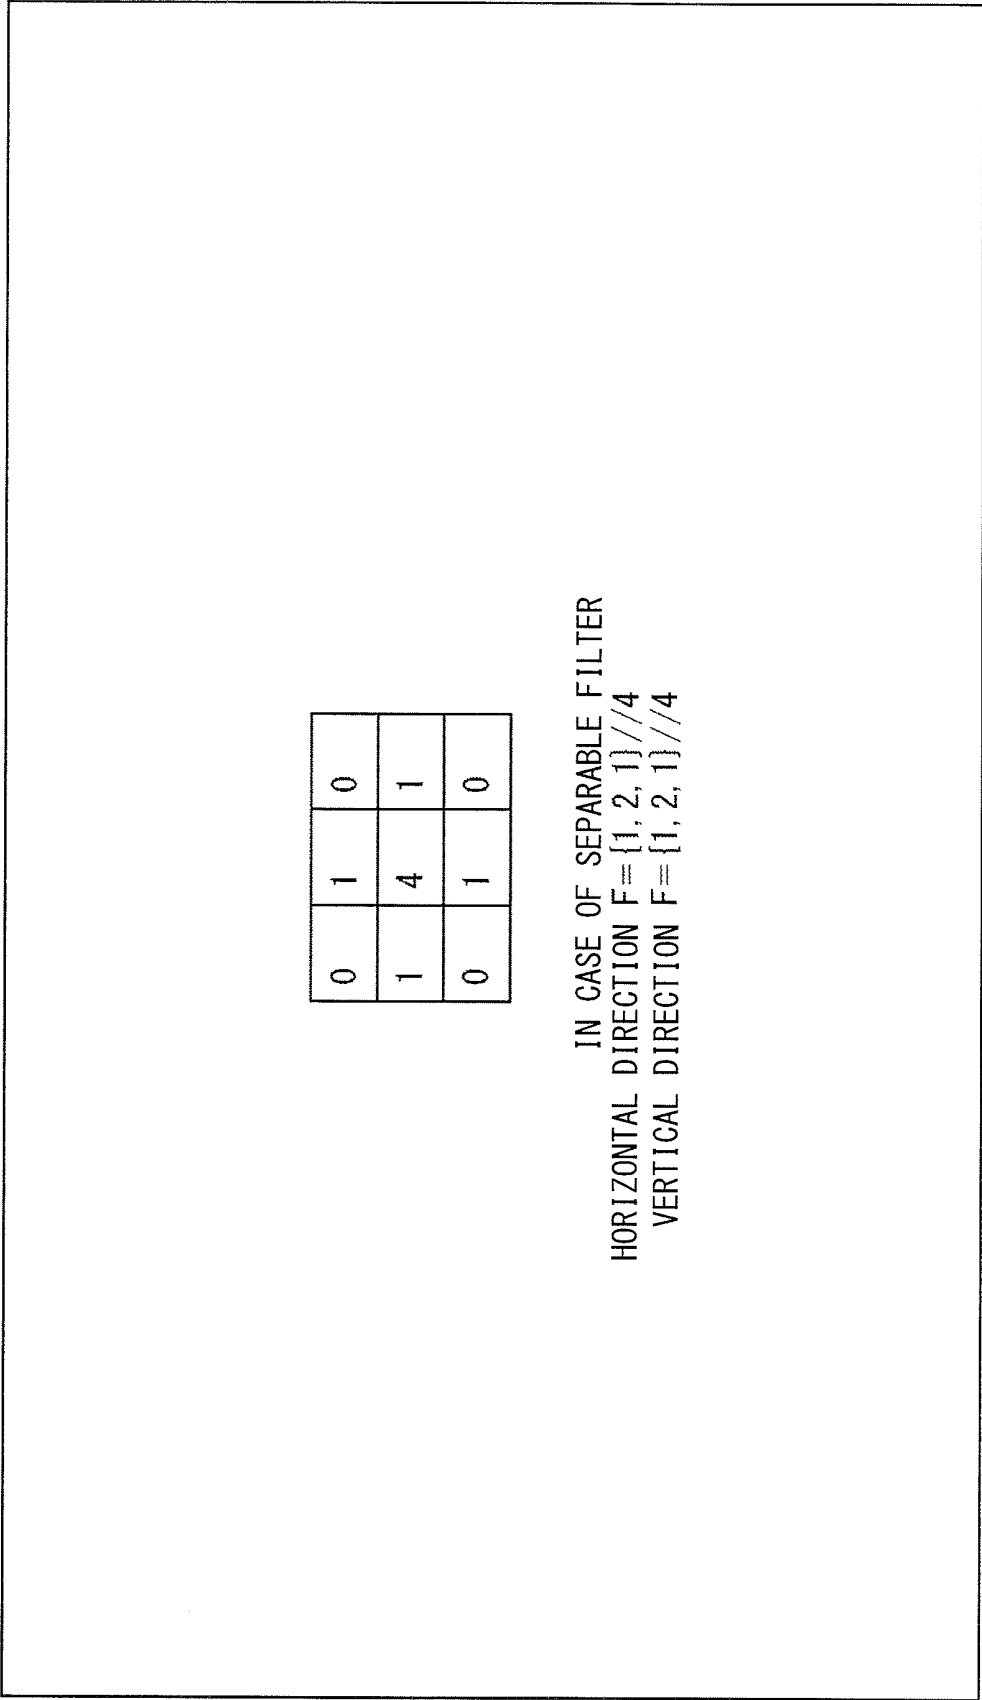 0 1 0
1 4 1
0 1 0
IN CASE OF SEPARABLE FILTER
HORIZONTAL DIRECTION F={1, 2, 1}//4
VERTICAL DIRECTION F={1, 2, 1}//4